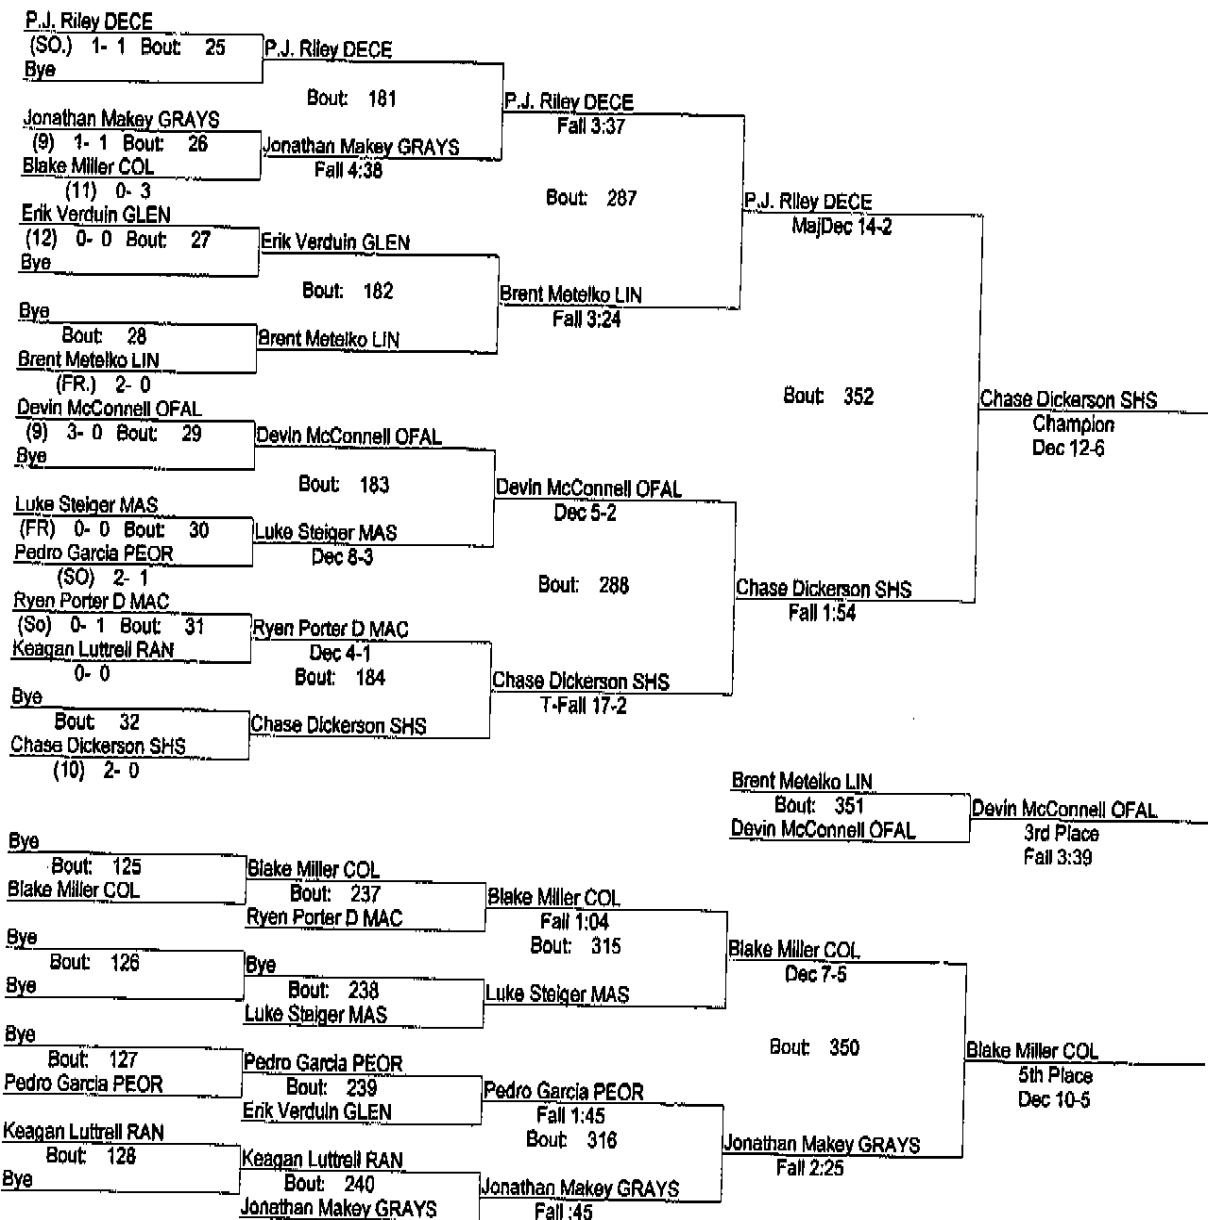 P.J. Riley DECE
(SO.) 1- 1 Bout: 25
Bye
P.J. Riley DECE
Bout: 181
Jonathan Makey GRAYS
(9) 1- 1 Bout: 26
Blake Miller COL
(11) 0- 3
Jonathan Makey GRAYS
Fall 4:38
P.J. Riley DECE
Fall 3:37
Bout: 287
Erik Verduin GLEN
(12) 0- 0 Bout: 27
Bye
Erik Verduin GLEN
Bout: 182
Bye
Bout: 28
Brent Metelko LIN
(FR.) 2- 0
Brent Metelko LIN
Brent Metelko LIN
Fall 3:24
P.J. Riley DECE
MajDec 14-2
Bout: 352
Devin McConnell OFAL
(9) 3- 0 Bout: 29
Bye
Devin McConnell OFAL
Bout: 183
Luke Steiger MAS
(FR) 0- 0 Bout: 30
Pedro Garcia PEOR
(SO) 2- 1
Luke Steiger MAS
Dec 8-3
Devin McConnell OFAL
Dec 5-2
Bout: 288
Ryen Porter D MAC
(So) 0- 1 Bout: 31
Keagan Luttrell RAN
0- 0
Ryen Porter D MAC
Dec 4-1
Bout: 184
Bye
Bout: 32
Chase Dickerson SHS
(10) 2- 0
Chase Dickerson SHS
Chase Dickerson SHS
T-Fall 17-2
Chase Dickerson SHS
Fall 1:54
Chase Dickerson SHS
Champion
Dec 12-6
Brent Metelko LIN
Bout: 351
Devin McConnell OFAL
Devin McConnell OFAL
3rd Place
Fall 3:39
Bye
Bout: 125
Blake Miller COL
Blake Miller COL
Bout: 237
Ryen Porter D MAC
Blake Miller COL
Fall 1:04
Bout: 315
Bye
Bout: 126
Bye
Bye
Bout: 238
Luke Steiger MAS
Luke Steiger MAS
Blake Miller COL
Dec 7-5
Bout: 350
Bye
Bout: 127
Pedro Garcia PEOR
Pedro Garcia PEOR
Bout: 239
Erik Verduin GLEN
Pedro Garcia PEOR
Fall 1:45
Bout: 316
Keagan Luttrell RAN
Bout: 128
Bye
Keagan Luttrell RAN
Bout: 240
Jonathan Makey GRAYS
Jonathan Makey GRAYS
Fall :45
Jonathan Makey GRAYS
Fall 2:25
Blake Miller COL
5th Place
Dec 10-5